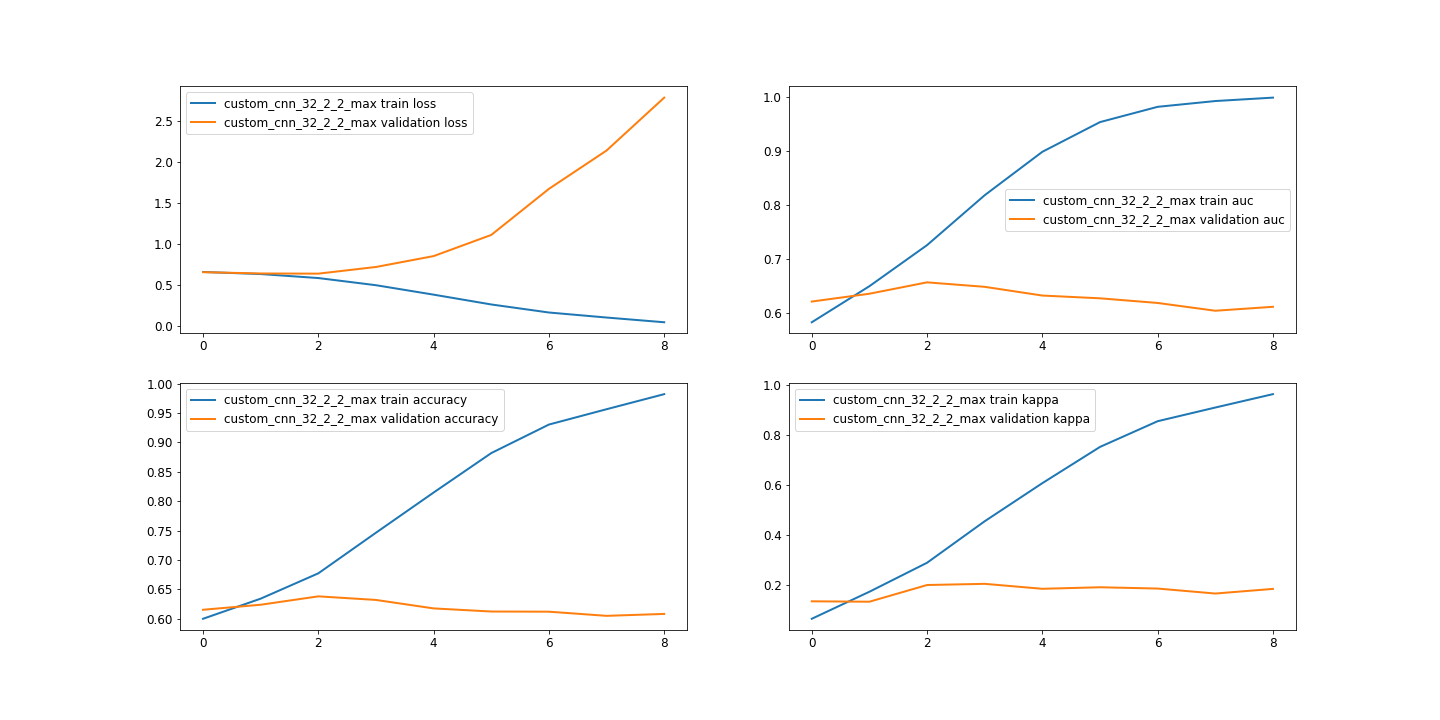 custom_cnn_32_2_2_max train loss
custom_cnn_32_2_2_max validation loss
2.5
2.0
1.5
1.0
0.5
0.0
0 2 4 6 8
custom_cnn_32_2_2_max train auc
custom_cnn_32_2_2_max validation auc
1.0
0.9
0.8
0.7
0.6
0 2 4 6 8
custom_cnn_32_2_2_max train accuracy
custom_cnn_32_2_2_max validation accuracy
1.00
0.95
0.90
0.85
0.80
0.75
0.70
0.65
0.60
0 2 4 6 8
custom_cnn_32_2_2_max train kappa
custom_cnn_32_2_2_max validation kappa
1.0
0.8
0.6
0.4
0.2
0 2 4 6 8